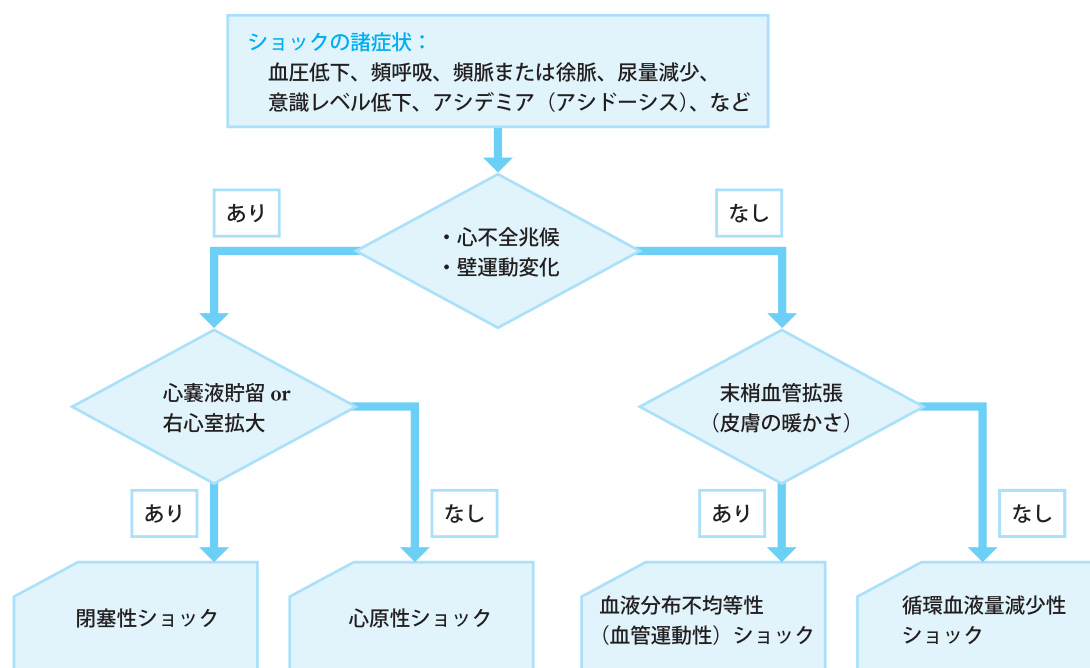 ショックの諸症状：
血圧低下、頻呼吸、頻脈または徐脈、尿量減少、
意識レベル低下、アシデミア（アシドーシス）、など
あり
なし
・心不全兆候
・壁運動変化
心嚢液貯留 or
右心室拡大
末梢血管拡張
（皮膚の暖かさ）
あり
なし
あり
なし
閉塞性ショック
心原性ショック
血液分布不均等性
（血管運動性）ショック
循環血液量減少性
ショック